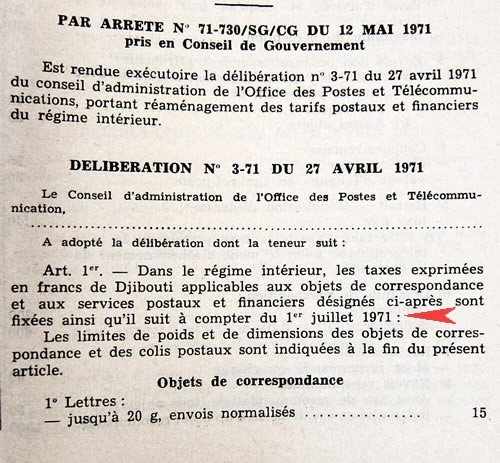 PAR ARRETE N° 71-730/SG/CG DU 12 MAI 1971
pris en Conseil de Gouvernement
Est rendue exécutoire la délibération n° 3-71 du 27 avril 1971
du conseil d'administration de l'Office des Postes et Télécommu-
nications, portant réaménagement des tarifs postaux et financiers
du régime intérieur.
DELIBERATION N° 3-71 DU 27 AVRIL 1971
Le Conseil d'administration de l'Office des Postes et Télécommu-
nication,
A adopté la délibération dont la teneur suit :
Art. 1er. — Dans le régime intérieur, les taxes exprimées
en francs de Djibouti applicables aux objets de correspondance
et aux services postaux et financiers désignés ci-après sont
fixées ainsi qu'il suit à compter du 1er juillet 1971 :
Les limites de poids et de dimensions des objets de corres-
pondance et des colis postaux sont indiquées à la fin du présent
article.
Objets de correspondance
1° Lettres :
— jusqu'à 20 g, envois normalisés ................ 15